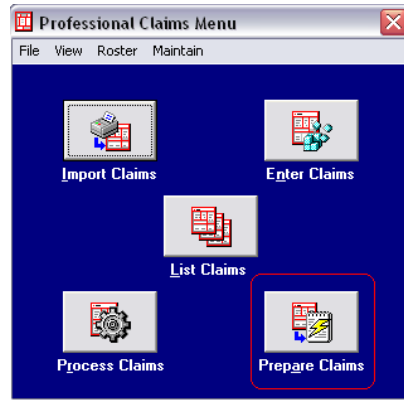 Professional Claims Menu
File View Roster Maintain
Import Claims Enter Claims
List Claims
Process Claims Prepare Claims